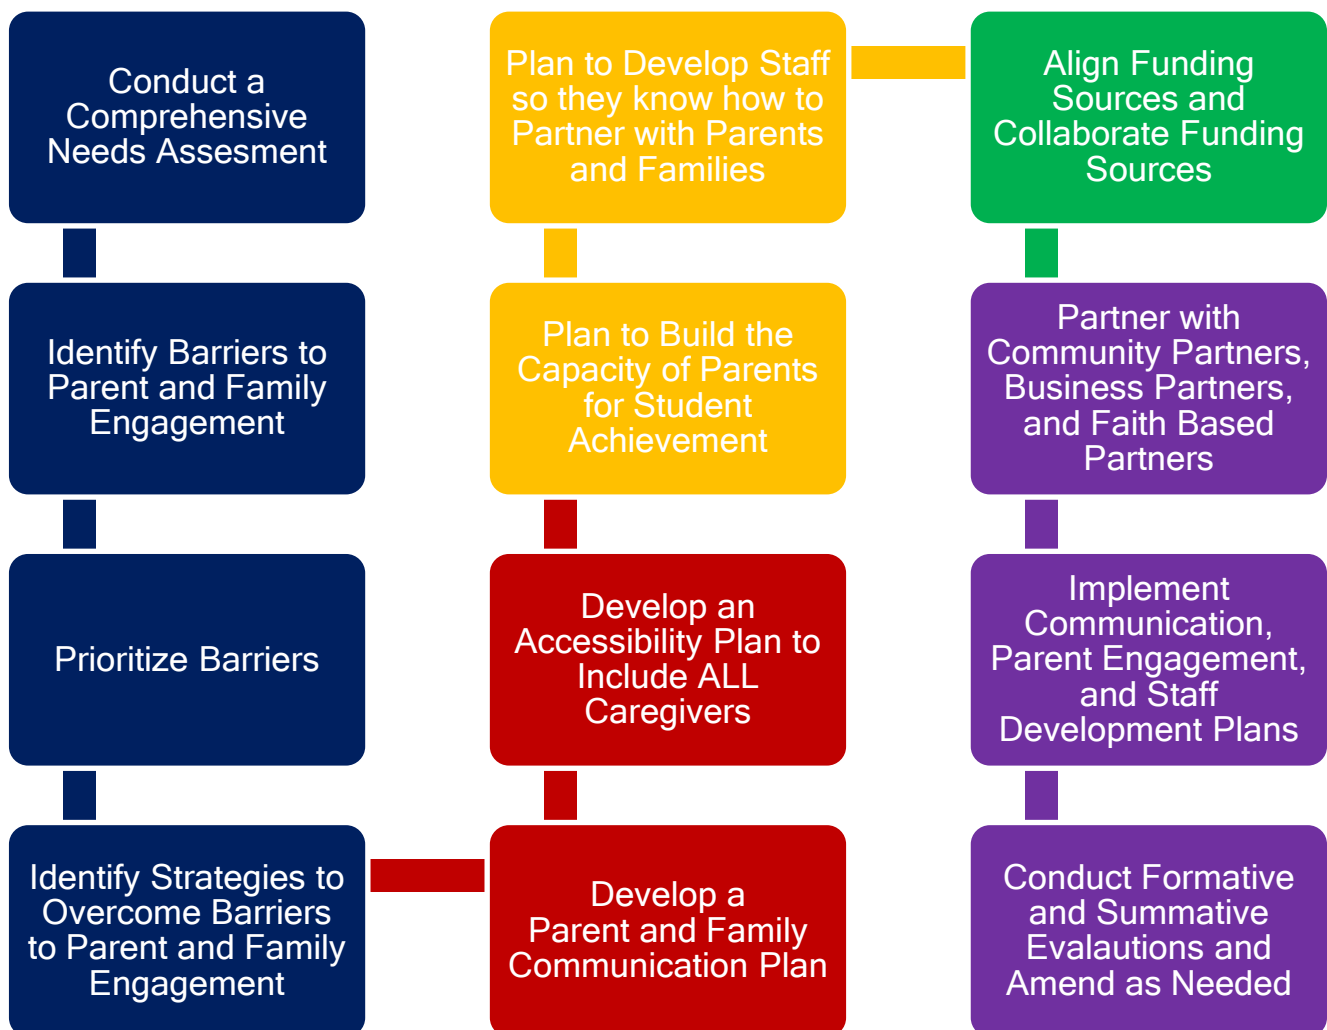 Conduct a
Comprehensive
Needs Assesment
Identify Barriers to
Parent and Family
Engagement
Prioritize Barriers
Identify Strategies to
Overcome Barriers
to Parent and Family
Engagement
Develop a
Parent and Family
Communication Plan
Develop an
Accessibility Plan to
Include ALL
Caregivers
Plan to Build the
Capacity of Parents
for Student
Achievement
Plan to Develop Staff
so they know how to
Partner with Parents
and Families
Align Funding
Sources and
Collaborate Funding
Sources
Partner with
Community Partners,
Business Partners,
and Faith Based
Partners
Implement
Communication,
Parent Engagement,
and Staff
Development Plans
Conduct Formative
and Summative
Evalautions and
Amend as Needed